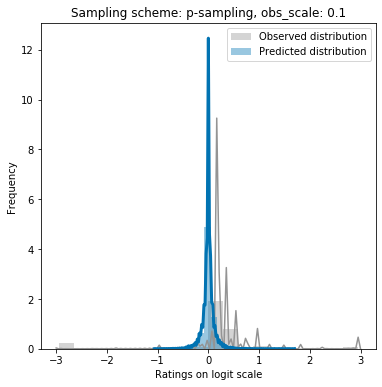 Sampling scheme: p-sampling, obs_scale: 0.1
Observed distribution
Predicted distribution
Frequency
12
10
8
6
4
2
0
-3 -2 -1 0 1 2 3
Ratings on logit scale